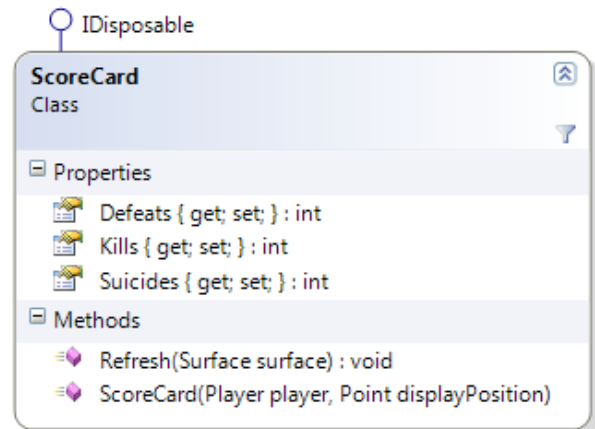 IDisposable
ScoreCard
Class
Properties
Defeats { get; set; } : int
Kills { get; set; } : int
Suicides { get; set; } : int
Methods
Refresh(Surface surface) : void
ScoreCard(Player player, Point displayPosition)